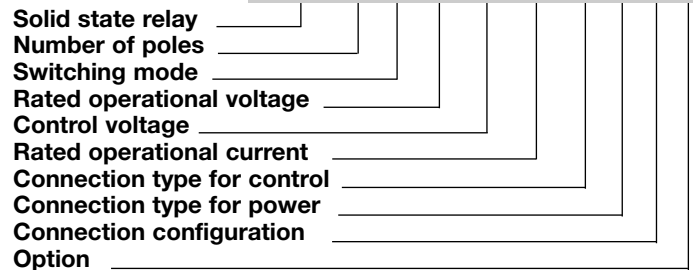 Solid state relay
Number of poles
Switching mode
Rated operational voltage
Control voltage
Rated operational current
Connection type for control
Connection type for power
Connection configuration
Option